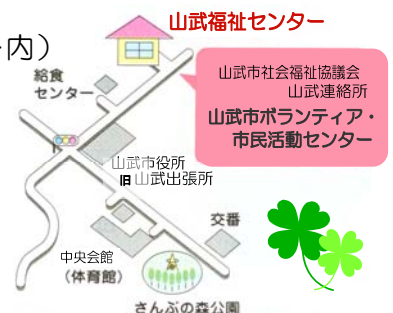 山武福祉センター
内）
給食
センター
山武市社会福祉協議会
山武連絡所
山武市ボランティア・
市民活動センター
山武市役所
旧山武出張所
交番
中央会館
（体育館）
さんぶの森公園